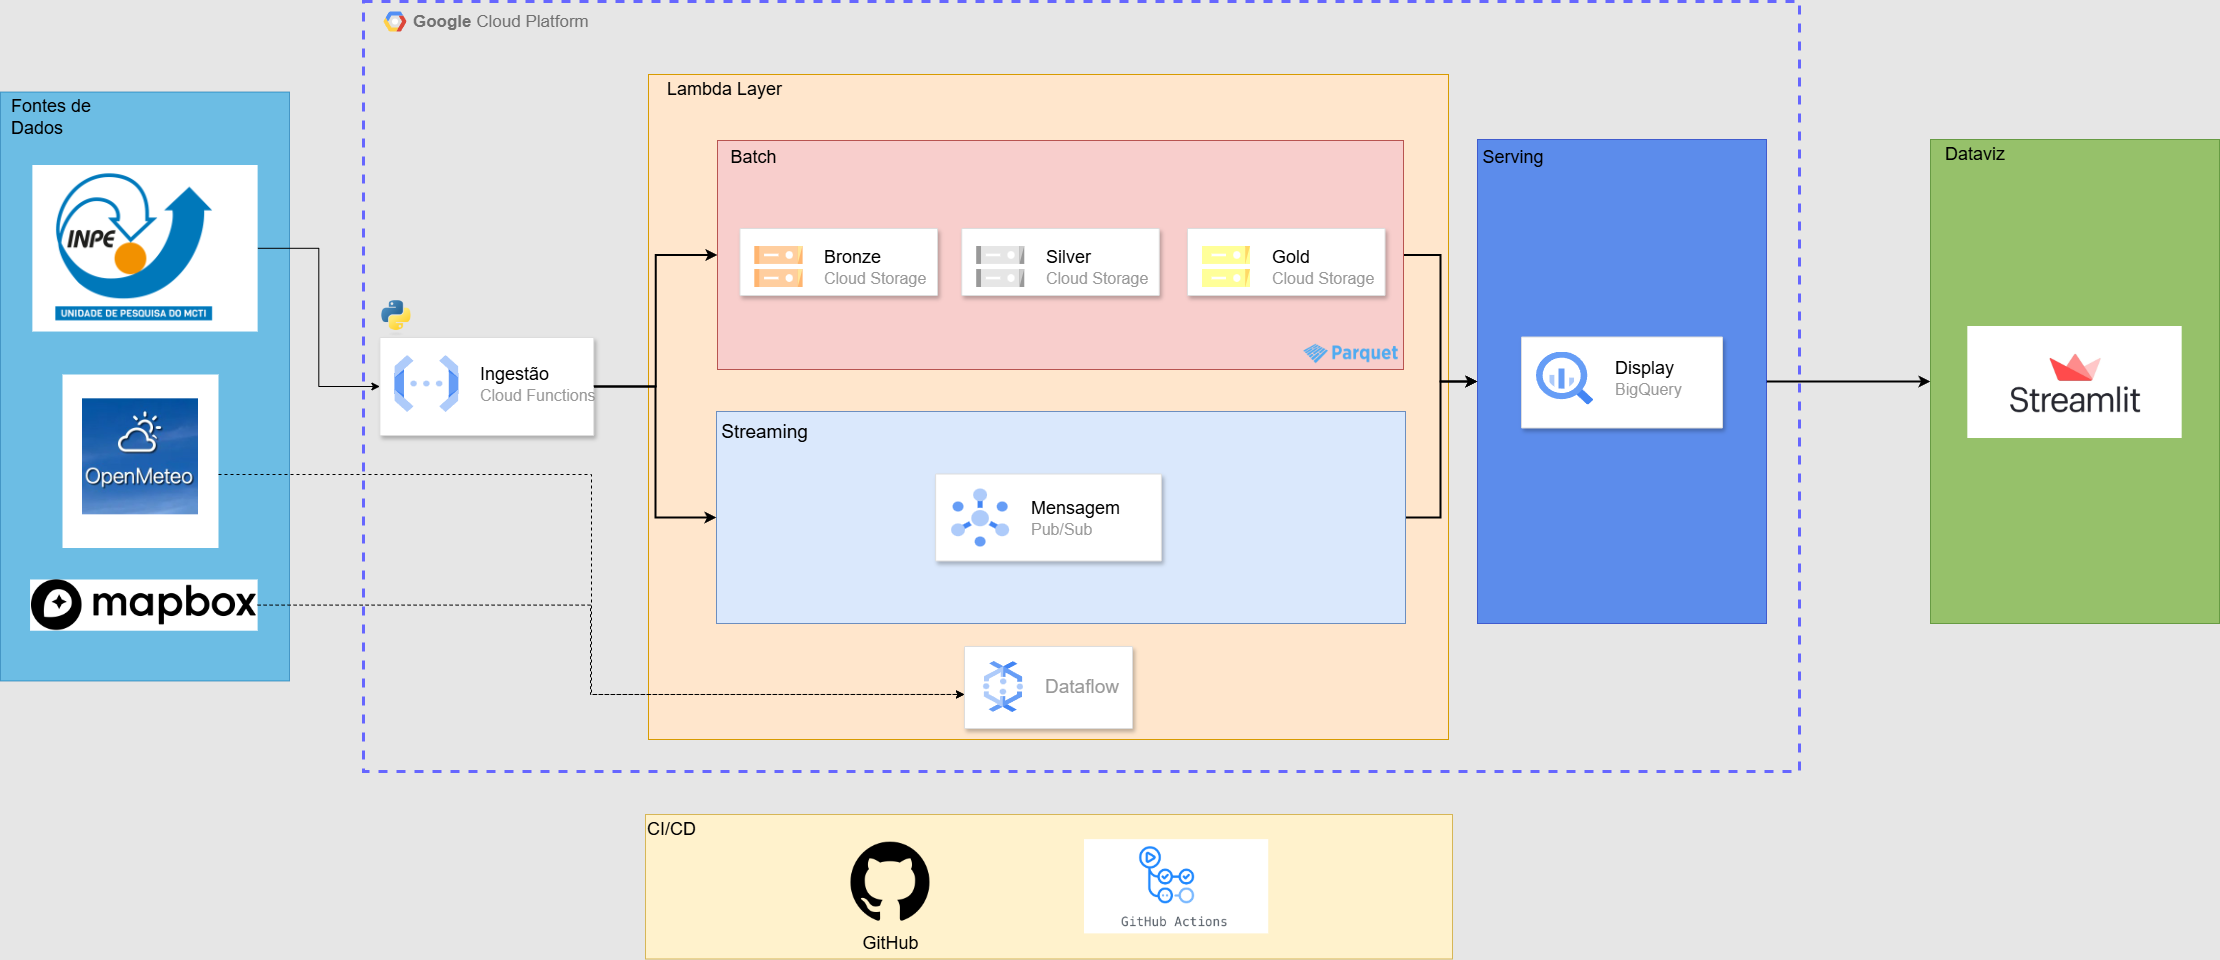 Google Cloud Platform
Fontes de
Dados
INPE
UNIDADE DE PESQUISA DO MCTI
OpenMeteo
mapbox
Ingestão
Cloud Functions
Lambda Layer
Batch
Bronze
Cloud Storage
Silver
Cloud Storage
Gold
Cloud Storage
Parquet
Streaming
Mensagem
Pub/Sub
Dataflow
Serving
Display
BigQuery
Dataviz
Streamlit
CI/CD
GitHub
GitHub Actions